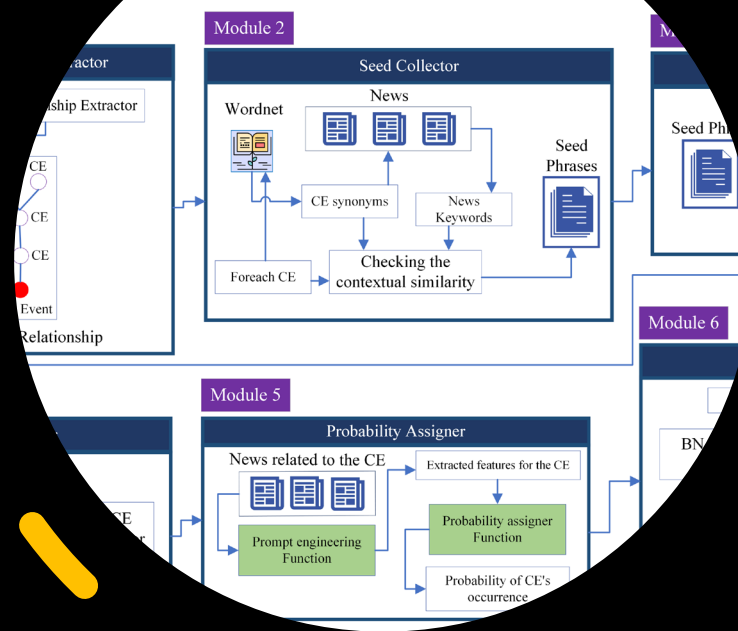 Module 2
Seed Collector
ship Extractor
Wordnet
News
Seed
Phrases
Seed
CE
CE synonyms
News
Keywords
CE
CE
Foreach CE
Checking the
contextual similarity
Event
Relationship
Module 6
Module 5
Probability Assigner
News related to the CE
Extracted features for the CE
BN
CE
Prompt engineering
Function
Probability assigner
Function
Probability of CE's
occurrence